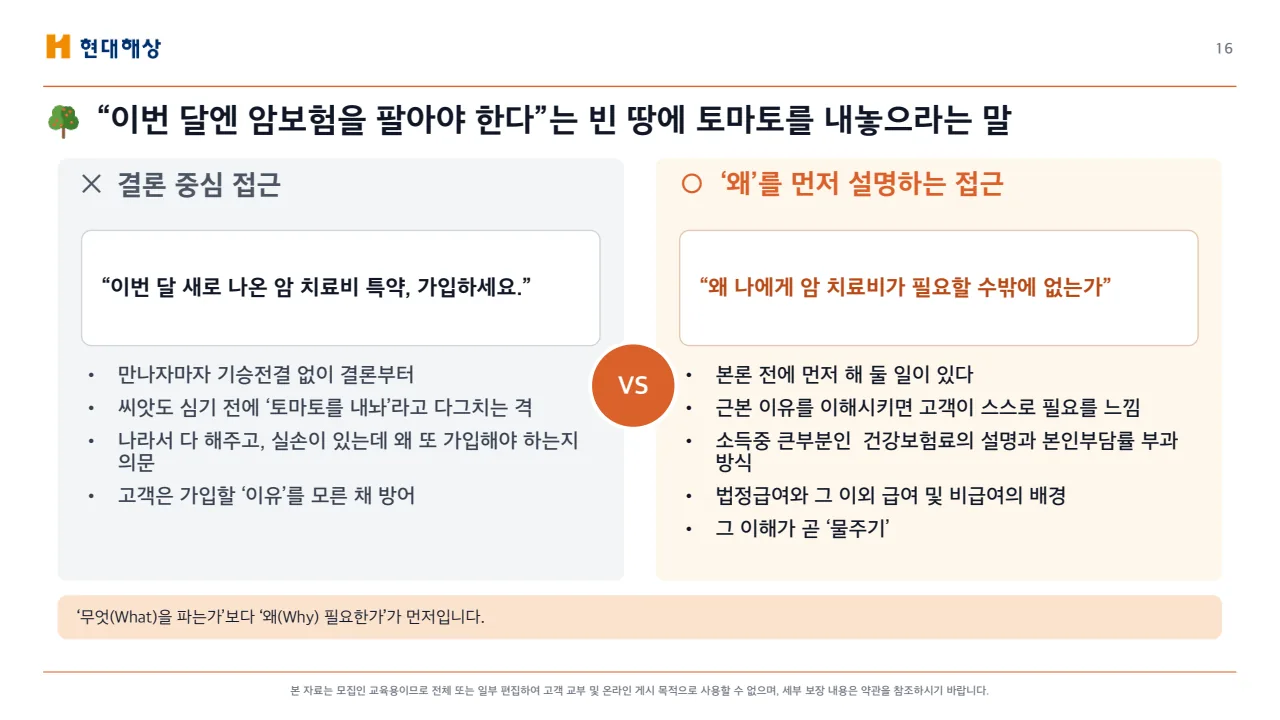 현대해상
16
“이번 달엔 암보험을 팔아야 한다”는 빈 땅에 토마토를 내놓으라는 말
× 결론 중심 접근
“이번 달 새로 나온 암 치료비 특약, 가입하세요.”
• 만나자마자 기승전결 없이 결론부터
• 씨앗도 심기 전에 ‘토마토를 내놔’라고 다그치는 격
• 나라서 다 해주고, 실손이 있는데 왜 또 가입해야 하는지
의문
• 고객은 가입할 ‘이유’를 모른 채 방어
VS
○ ‘왜’를 먼저 설명하는 접근
“왜 나에게 암 치료비가 필요할 수밖에 없는가”
• 본론 전에 먼저 해 둘 일이 있다
• 근본 이유를 이해시키면 고객이 스스로 필요를 느낌
• 소득중 큰부분인  건강보험료의 설명과 본인부담률 부과
방식
• 법정급여와 그 이외 급여 및 비급여의 배경
• 그 이해가 곧 ‘물주기’
‘무엇(What)을 파는가’보다 ‘왜(Why) 필요한가’가 먼저입니다.
본 자료는 모집인 교육용이므로 전체 또는 일부 편집하여 고객 교부 및 온라인 게시 목적으로 사용할 수 없으며, 세부 보장 내용은 약관을 참조하시기 바랍니다.